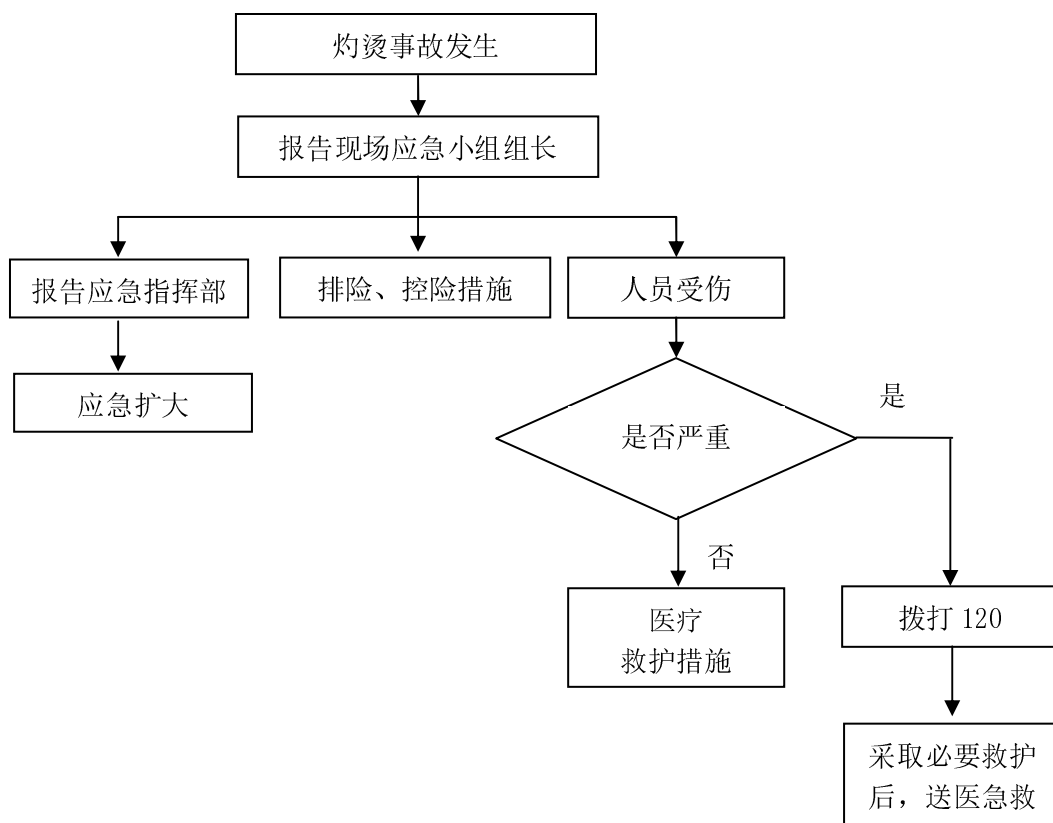 灼烫事故发生
报告现场应急小组组长
报告应急指挥部
排险、控险措施
人员受伤
应急扩大
是否严重
是
否
医疗
救护措施
拨打 120
采取必要救护
后，送医急救